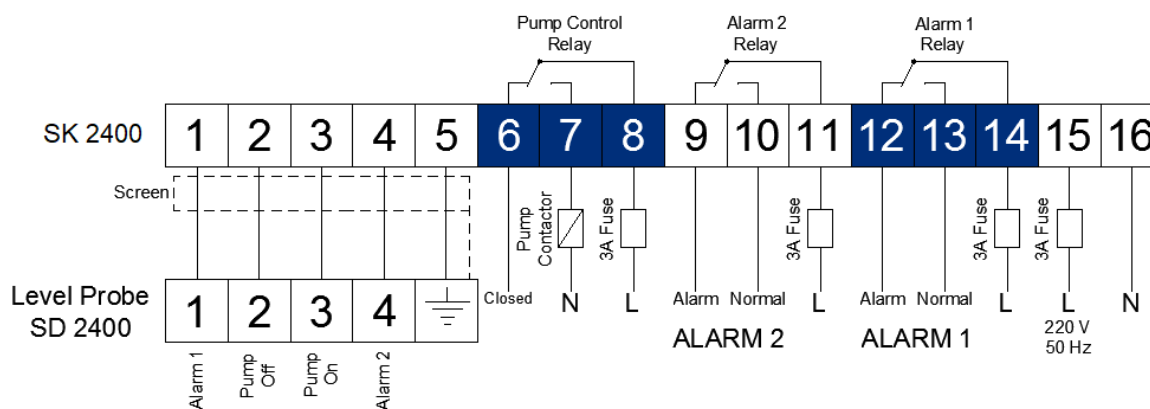 Pump Control
Relay
Alarm 2
Relay
Alarm 1
Relay
SK 2400
1 2 3 4 5 6 7 8 9 10 11 12 13 14 15 16
Screen
Pump
Contactor
3A Fuse
3A Fuse
3A Fuse
3A Fuse
Level Probe
SD 2400
1 2 3 4
Closed
N
L
Alarm
Normal
L
Alarm
Normal
L
L
N
ALARM 2
ALARM 1
220 V
50 Hz
Alarm 1
Pump
Off
Pump
On
Alarm 2